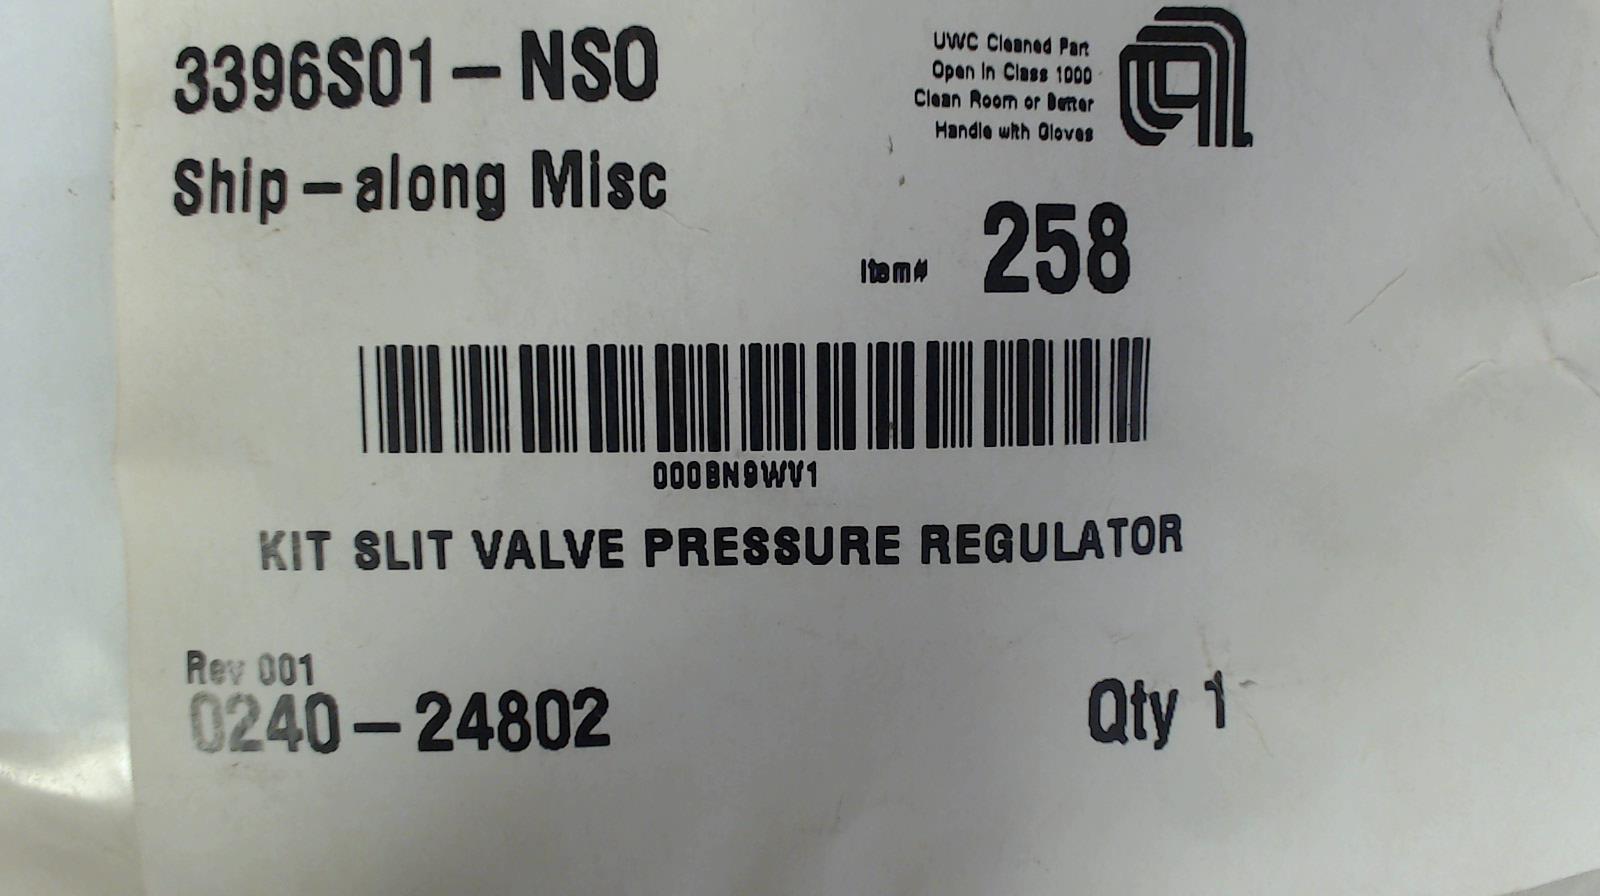 3396S01-NSO
UWC Cleaned Part
Open in Class 1000
Clean Room or Better
Handle with Gloves
Ship-along Misc
Item# 258
000BN9WV1
KIT SLIT VALVE PRESSURE REGULATOR
Rev 001
0240-24802
Qty 1